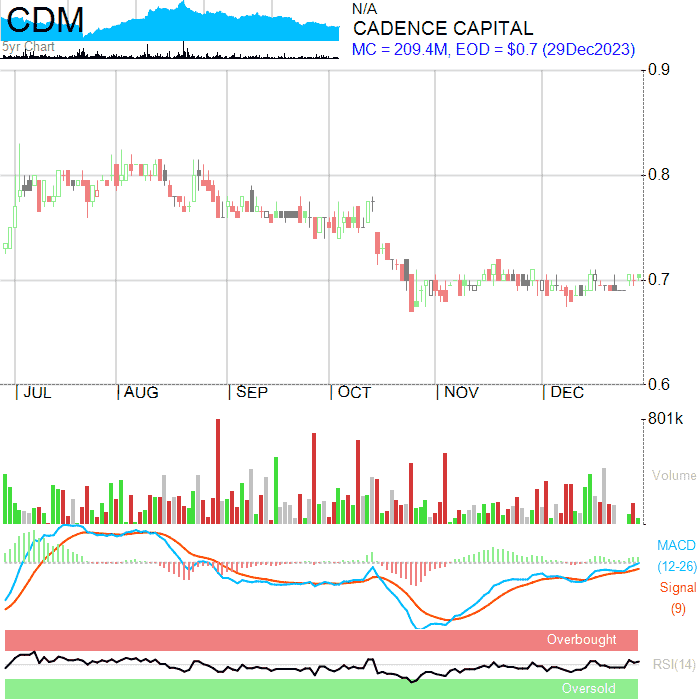 CDM
5yr Chart
N/A
CADENCE CAPITAL
MC = 209.4M, EOD = $0.7 (29Dec2023)
0.9
0.8
0.7
0.6
JUL AUG SEP OCT NOV DEC
801k
Volume
MACD
(12-26)
Signal
(9)
Overbought
RSI(14)
Oversold